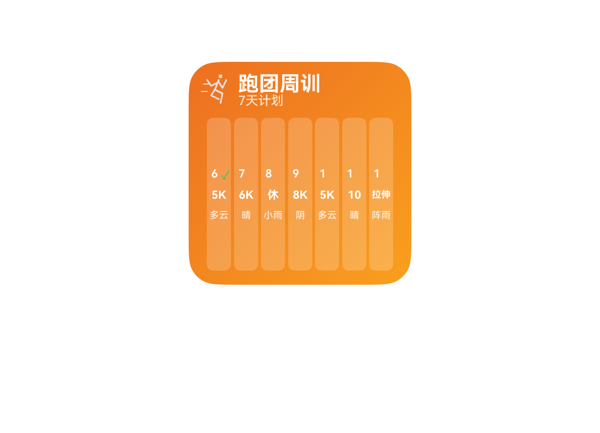 跑团周训
7天计划
6 7 8 9 1 1 1
5K 6K 休 8K 5K 10 拉伸
多云 晴 小雨 阴 多云 晴 阵雨